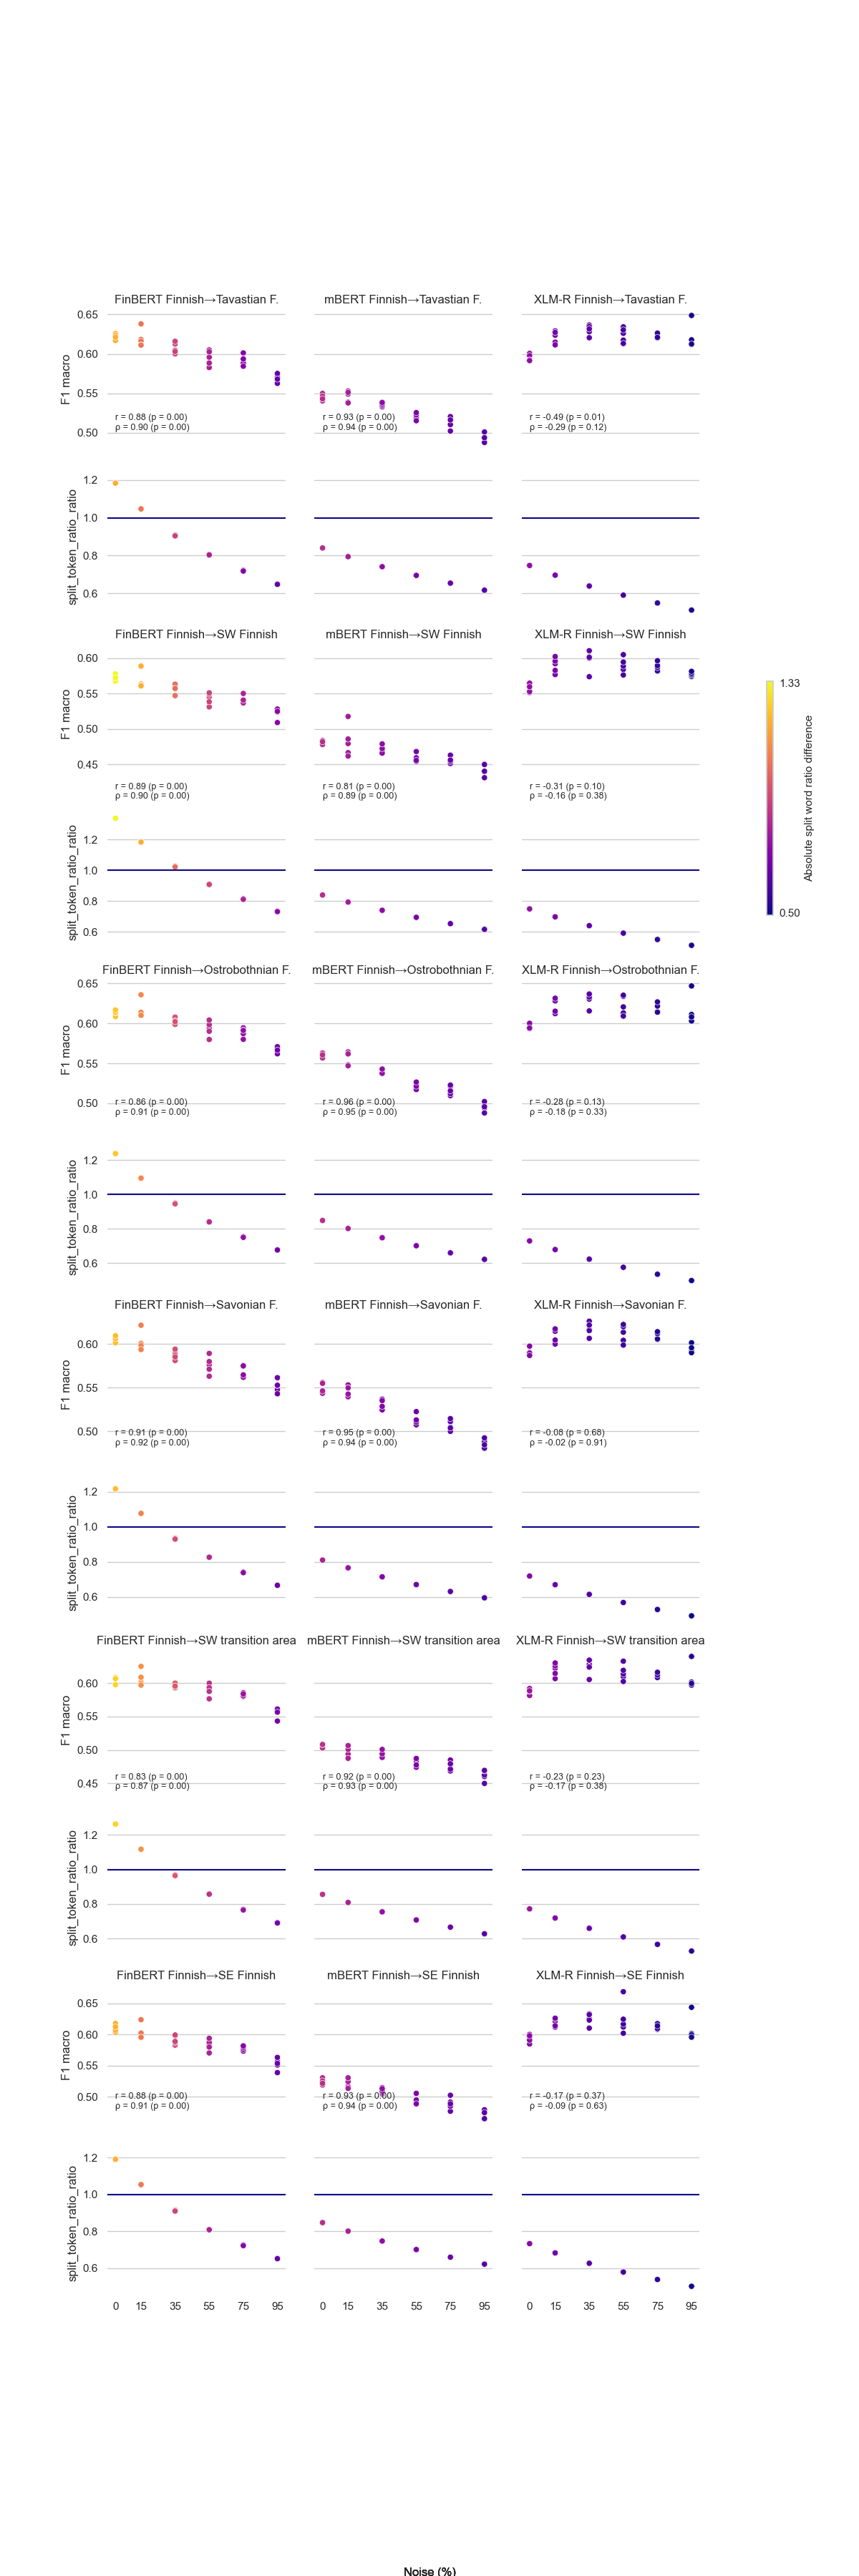 FinBERT Finnish→Tavastian F.
mBERT Finnish→Tavastian F.
XLM-R Finnish→Tavastian F.
F1 macro
0.65
0.60
0.55
0.50
r = 0.88 (p = 0.00)
ρ = 0.90 (p = 0.00)
r = 0.93 (p = 0.00)
ρ = 0.94 (p = 0.00)
r = -0.49 (p = 0.01)
ρ = -0.29 (p = 0.12)
split_token_ratio_ratio
1.2
1.0
0.8
0.6
FinBERT Finnish→SW Finnish
mBERT Finnish→SW Finnish
XLM-R Finnish→SW Finnish
F1 macro
0.60
0.55
0.50
0.45
r = 0.89 (p = 0.00)
ρ = 0.90 (p = 0.00)
r = 0.81 (p = 0.00)
ρ = 0.89 (p = 0.00)
r = -0.31 (p = 0.10)
ρ = -0.16 (p = 0.38)
1.33
0.50
Absolute split word ratio difference
split_token_ratio_ratio
1.2
1.0
0.8
0.6
FinBERT Finnish→Ostrobothnian F.
mBERT Finnish→Ostrobothnian F.
XLM-R Finnish→Ostrobothnian F.
F1 macro
0.65
0.60
0.55
0.50
r = 0.86 (p = 0.00)
ρ = 0.91 (p = 0.00)
r = 0.96 (p = 0.00)
ρ = 0.95 (p = 0.00)
r = -0.28 (p = 0.13)
ρ = -0.18 (p = 0.33)
split_token_ratio_ratio
1.2
1.0
0.8
0.6
FinBERT Finnish→Savonian F.
mBERT Finnish→Savonian F.
XLM-R Finnish→Savonian F.
F1 macro
0.60
0.55
0.50
r = 0.91 (p = 0.00)
ρ = 0.92 (p = 0.00)
r = 0.95 (p = 0.00)
ρ = 0.94 (p = 0.00)
r = -0.08 (p = 0.68)
ρ = -0.02 (p = 0.91)
split_token_ratio_ratio
1.2
1.0
0.8
0.6
FinBERT Finnish→SW transition area
mBERT Finnish→SW transition area
XLM-R Finnish→SW transition area
F1 macro
0.60
0.55
0.50
0.45
r = 0.83 (p = 0.00)
ρ = 0.87 (p = 0.00)
r = 0.92 (p = 0.00)
ρ = 0.93 (p = 0.00)
r = -0.23 (p = 0.23)
ρ = -0.17 (p = 0.38)
split_token_ratio_ratio
1.2
1.0
0.8
0.6
FinBERT Finnish→SE Finnish
mBERT Finnish→SE Finnish
XLM-R Finnish→SE Finnish
F1 macro
0.65
0.60
0.55
0.50
r = 0.88 (p = 0.00)
ρ = 0.91 (p = 0.00)
r = 0.93 (p = 0.00)
ρ = 0.94 (p = 0.00)
r = -0.17 (p = 0.37)
ρ = -0.09 (p = 0.63)
split_token_ratio_ratio
1.2
1.0
0.8
0.6
0 15 35 55 75 95
0 15 35 55 75 95
0 15 35 55 75 95
Noise (%)